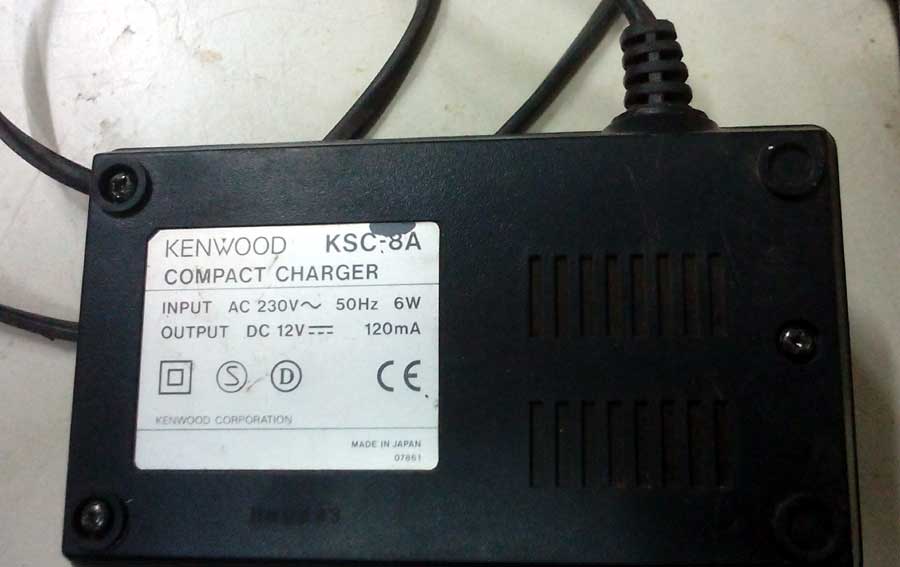 KENWOOD KSC-8A
COMPACT CHARGER
INPUT AC 230V～ 50Hz 6W
OUTPUT DC 12V⎓ 120mA
S D CE
KENWOOD CORPORATION
MADE IN JAPAN
07861